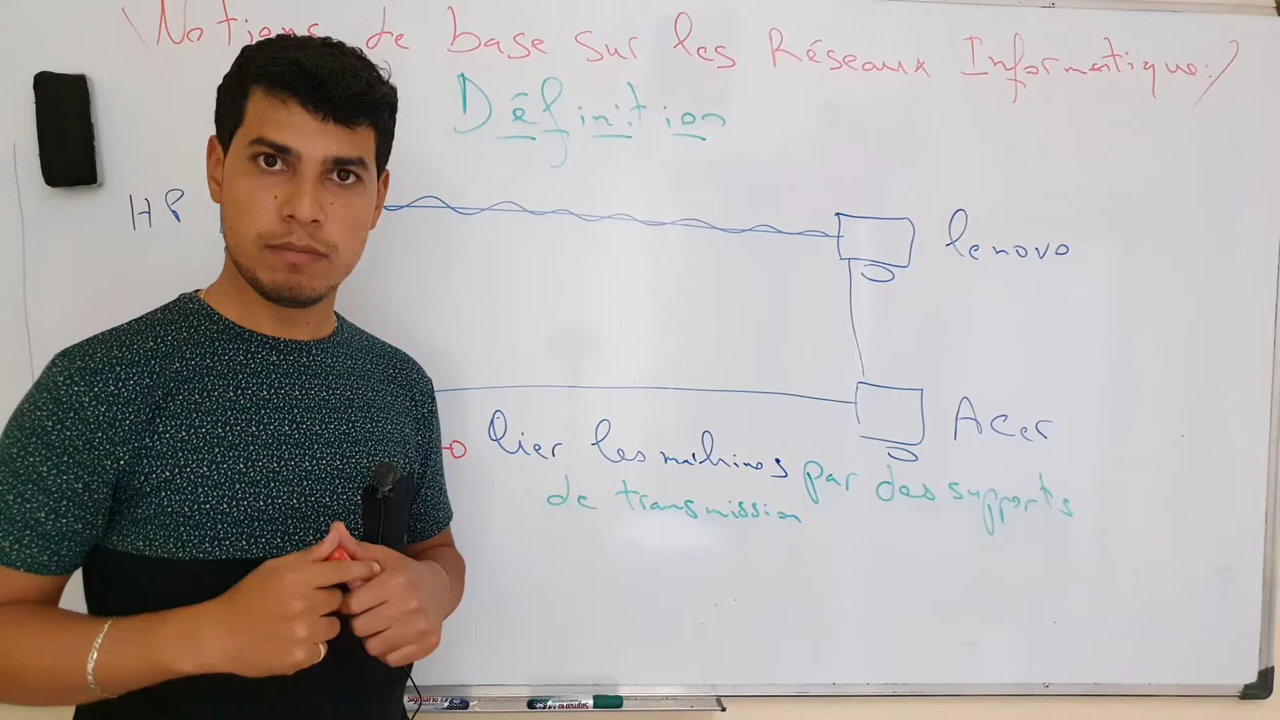 Notions de base sur les Réseaux Informatique:/
Définition
HP
lenovo
Acer
lier les machines par des supports
de transmission